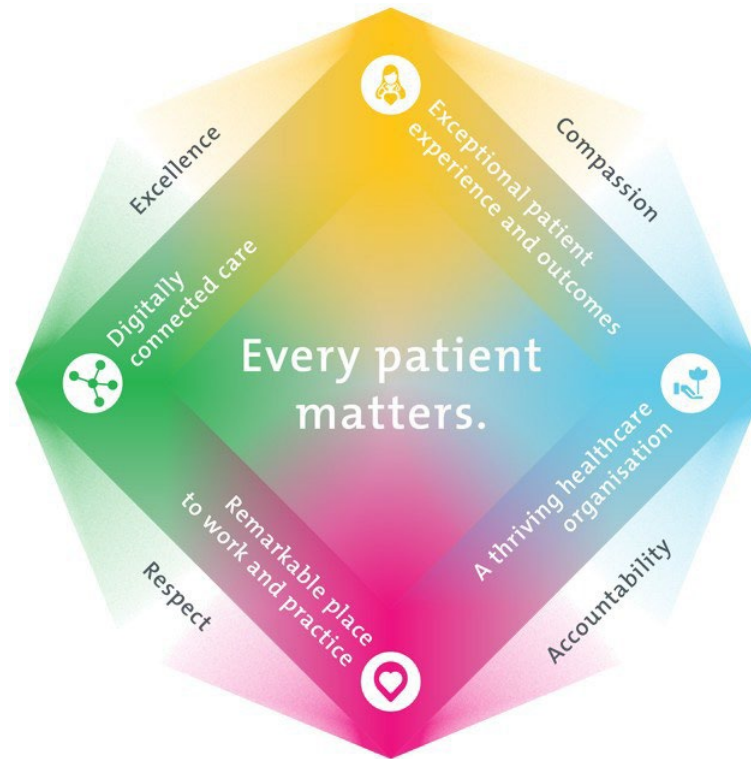 Excellence
Compassion
Exceptional patient
experience and outcomes
Digitally
connected care
Every patient
matters.
Remarkable place
to work and practice
A thriving healthcare
organisation
Respect
Accountability